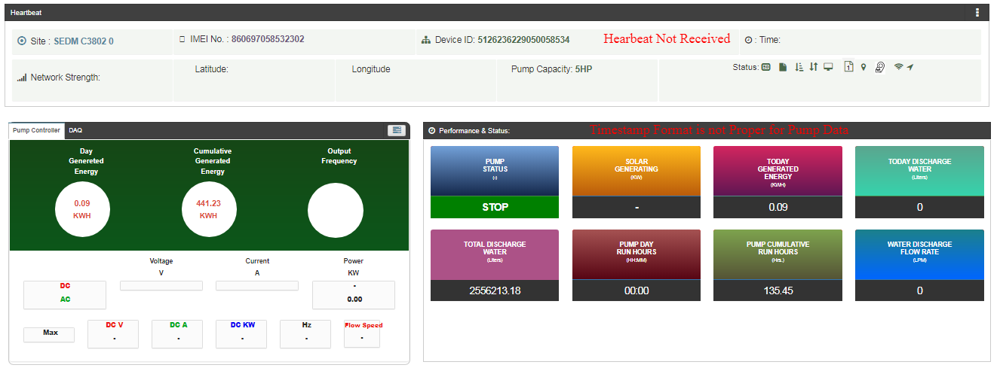 Heartbeat
Site : SEDM C3802 0
IMEI No. : 860697058532302
Device ID: 5126236229050058534
Hearbeat Not Received
: Time:
Network Strength:
Latitude:
Longitude
Pump Capacity: 5HP
Status:
1
Pump Controller
DAQ
Day
Genereted
Energy
0.09
KWH
Cumulative
Generated
Energy
441.23
KWH
Output
Frequency
Voltage
V
Current
A
Power
KW
DC
AC
-
0.00
Max
DC V
-
DC A
-
DC KW
-
Hz
-
Flow Speed
-
Performance & Status:
Timestamp Format is not Proper for Pump Data
PUMP
STATUS
(-)
STOP
SOLAR
GENERATING
(KW)
-
TODAY
GENERATED
ENERGY
(KWH)
0.09
TODAY DISCHARGE
WATER
(Liters)
0
TOTAL DISCHARGE
WATER
(Liters)
2556213.18
PUMP DAY
RUN HOURS
(HH:MM)
00:00
PUMP CUMULATIVE
RUN HOURS
(Hrs.)
135.45
WATER DISCHARGE
FLOW RATE
(LPM)
0